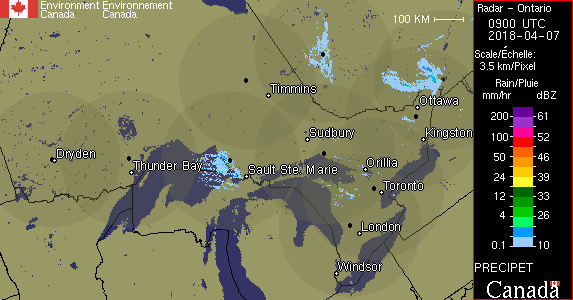 Environment Environnement
Canada Canada
100 KM
Radar - Ontario
0900 UTC
2018-04-07
Scale/Échelle:
3.5 km/Pixel
Rain/Pluie
mm/hr dBZ
200 61
100 52
50 46
24 39
12 33
4 26
1 20
0.1 10
PRECIPET
Canada
Timmins
Ottawa
Sudbury
Kingston
Dryden
Thunder Bay
Sault Ste. Marie
Orillia
Toronto
London
Windsor